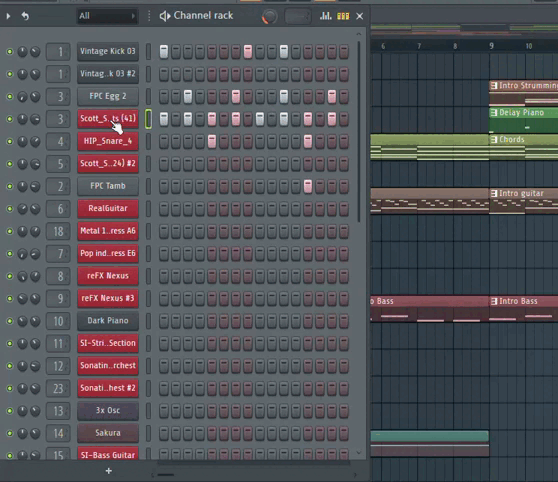 All
Channel rack
6 7 8 9 10
1 Vintage Kick 03
1 Vintag..k 03 #2
3 FPC Egg 2
3 Scott_S..ts (41)
4 HIP_Snare_4
5 Scott_S..24) #2
2 FPC Tamb
6 RealGuitar
18 Metal 1..ress A6
7 Pop ind..ress E6
8 reFX Nexus
9 reFX Nexus #3
10 Dark Piano
11 SI-Stri..Section
12 Sonatin..rchest
23 Sonati..hest #2
13 3x Osc
14 Sakura
15 SI-Bass Guitar
+
Intro Strumming
Delay Piano
Chords
Intro guitar
o Bass
Intro Bass